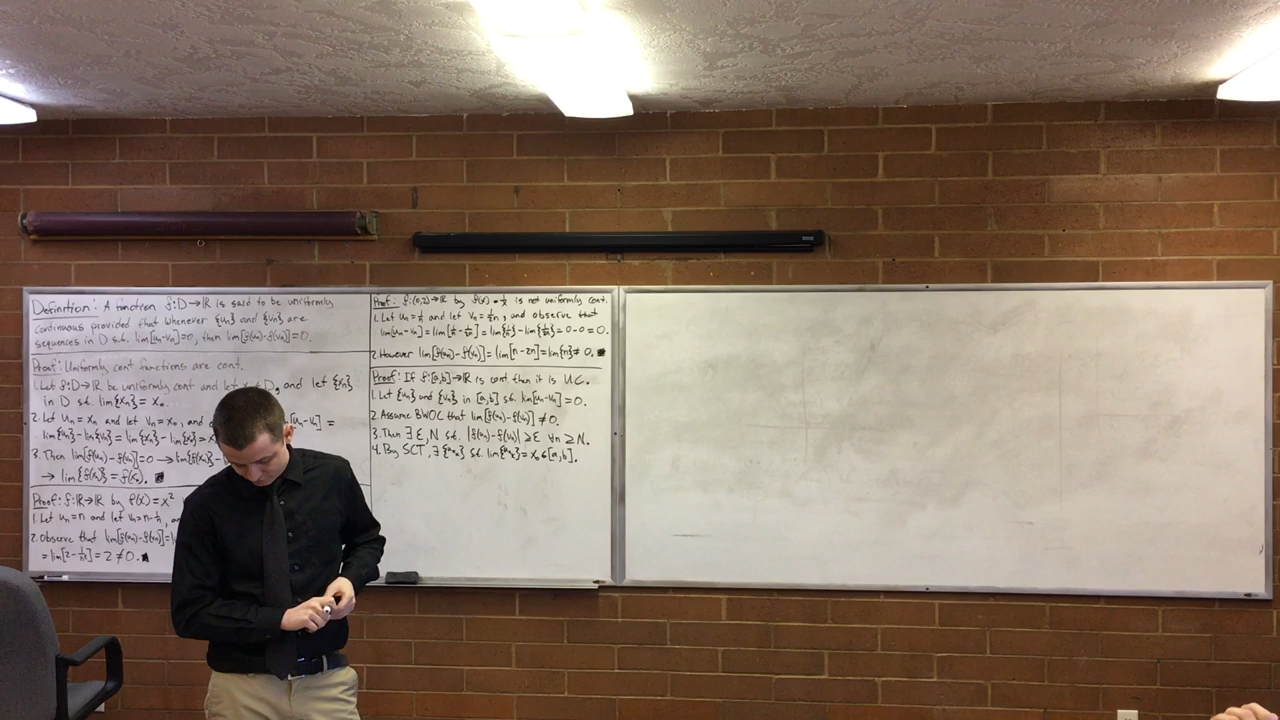 Definition: A function f:D→ℝ is said to be uniformly
continuous provided that whenever {uₙ} and {vₙ} are
sequences in D s.t. lim[uₙ-vₙ]=0, then lim[f(uₙ)-f(vₙ)]=0.
Proof: Uniformly cont functions are cont.
1. Let f:D→ℝ be uniformly cont and let D, and let {xₙ}
in D s.t. lim{xₙ}= x₀.
2. Let uₙ=xₙ and let vₙ=x₀, and [uₙ-vₙ] =
lim{uₙ}-lim{vₙ}=lim{xₙ}-lim{x₀}=
3. Then lim[f(uₙ)-f(vₙ)]=0 → lim{f(xₙ)}-
→ lim{f(xₙ)}=f(x₀). ■
Proof: f:ℝ→ℝ by f(x)=x²
1. Let uₙ=n and let vₙ=n-1/n,
2. Observe that lim[f(uₙ)-f(vₙ)]=
=lim[2-1/n²]=2≠0. ■
Proof: f:(0,2)→ℝ by f(x)=1/x is not uniformly cont.
1. Let uₙ=1/n and let vₙ=1/2n, and observe that
lim[uₙ-vₙ]=lim[1/n-1/2n]=lim{1/n}-lim{1/2n}=0-0=0.
2. However lim[f(uₙ)-f(vₙ)]=lim[n-2n]=lim{n}≠0. ■
Proof: If f:[a,b]→ℝ is cont. then it is U.C.
1. Let {uₙ} and {vₙ} in [a,b] s.t. lim[uₙ-vₙ]=0.
2. Assume BWOC that lim[f(uₙ)-f(vₙ)]≠0.
3. Then ∃ ε,N s.t. |f(uₙ)-f(vₙ)|≥ε ∀n≥N.
4. By SCT, ∃ s.t. = x₀∈[a,b].